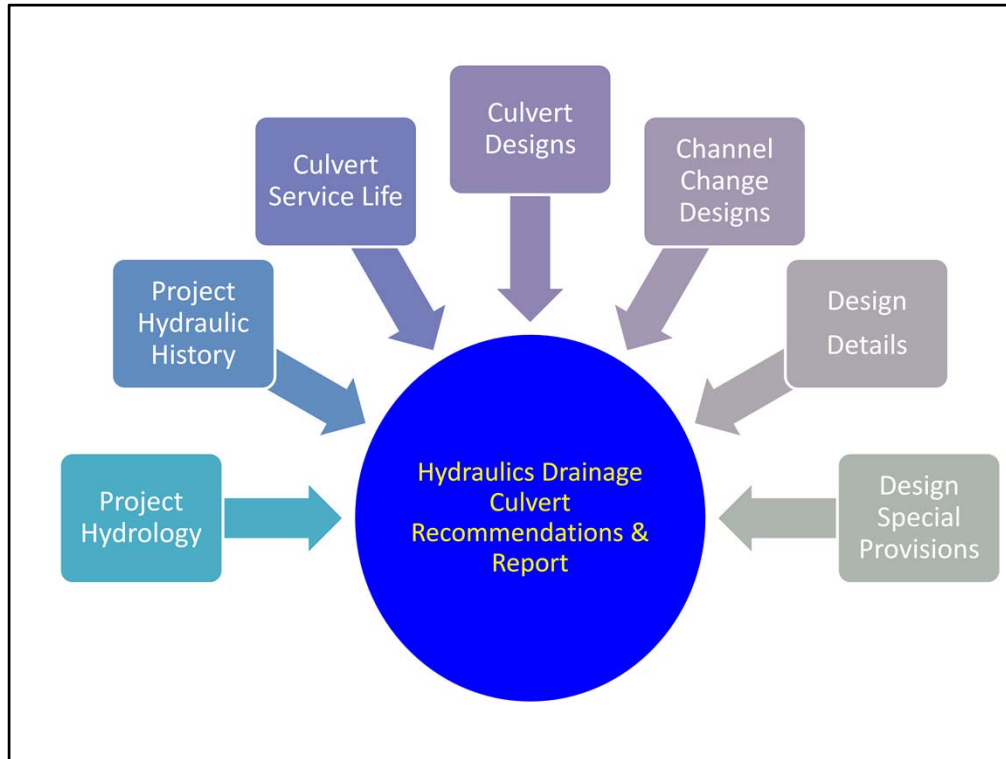 Culvert
Designs
Culvert
Service Life
Channel
Change
Designs
Project
Hydraulic
History
Design
Details
Project
Hydrology
Hydraulics Drainage
Culvert
Recommendations &
Report
Design
Special
Provisions